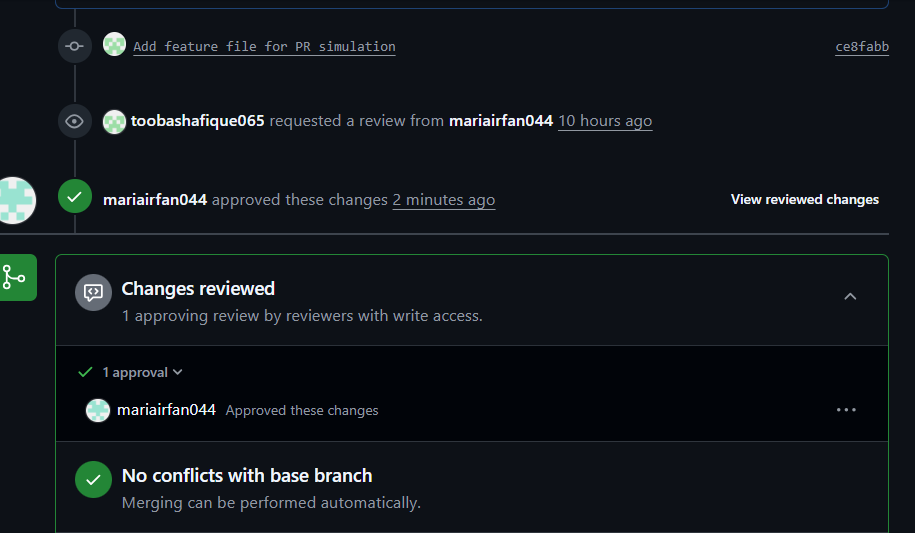 Add feature file for PR simulation ce8fabb
toobashafique065 requested a review from mariairfan044 10 hours ago
mariairfan044 approved these changes 2 minutes ago View reviewed changes
Changes reviewed
1 approving review by reviewers with write access.
1 approval
mariairfan044 Approved these changes
No conflicts with base branch
Merging can be performed automatically.